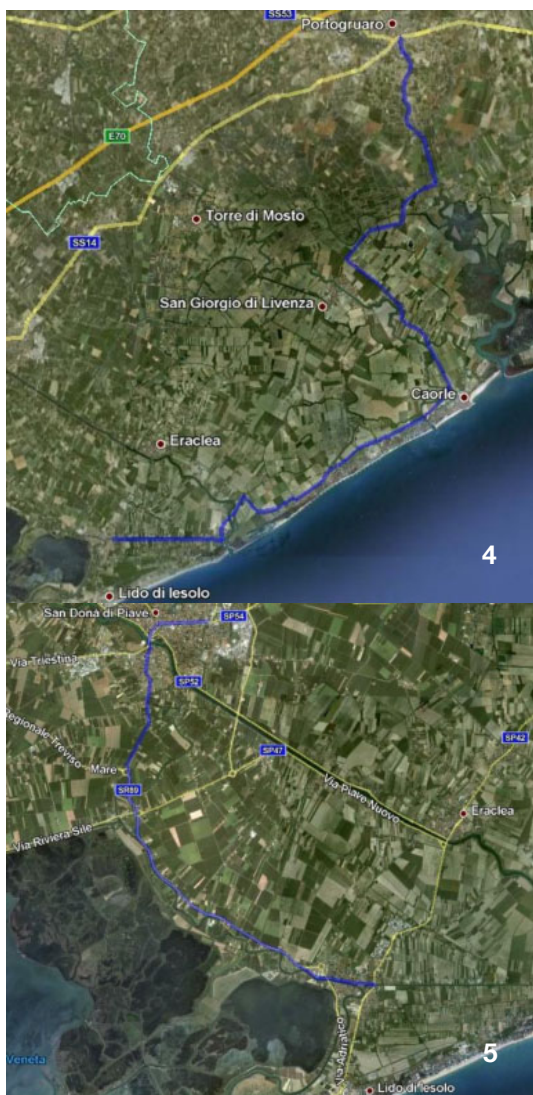 SS53
Portogruaro
E70
Torre di Mosto
SS14
San Giorgio di Livenza
Caorle
Eraclea
4
Lido di Iesolo
San Donà di Piave
SP54
Via Triestina
SP52
Regionale Treviso - Mare
SP47
SP42
SR89
Via Piave Nuovo
Eraclea
Via Riviera Sile
Via Adriatico
5
Veneta
Lido di Iesolo